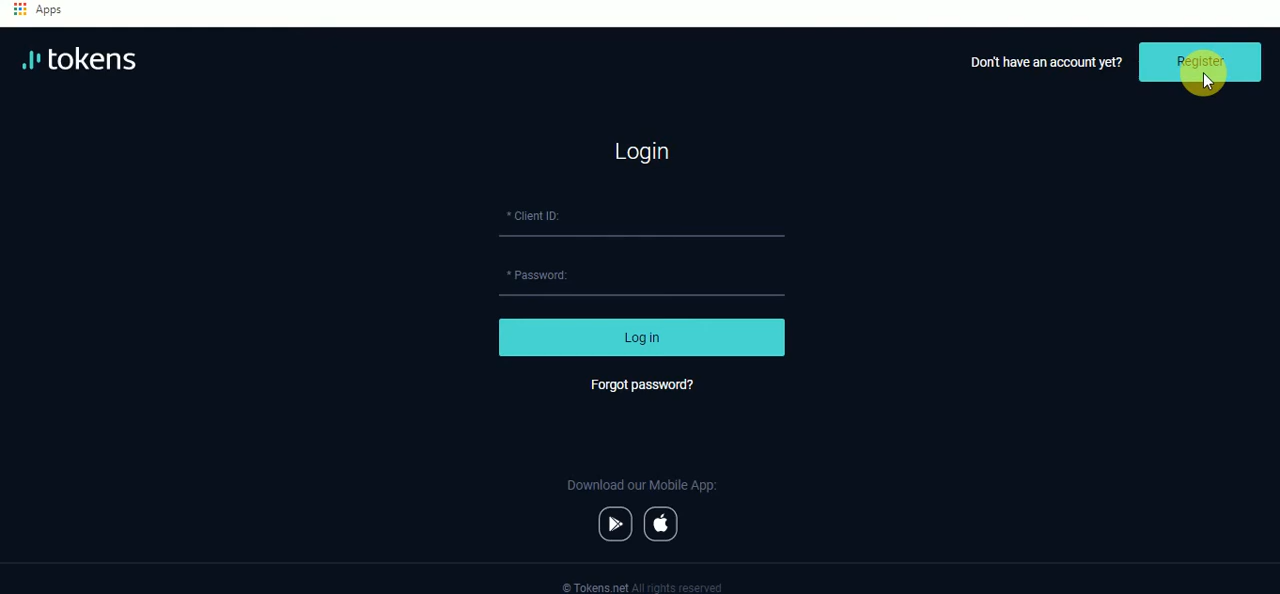 Apps
tokens
Don't have an account yet?
Register
Login
* Client ID:
* Password:
Log in
Forgot password?
Download our Mobile App:
© Tokens.net All rights reserved